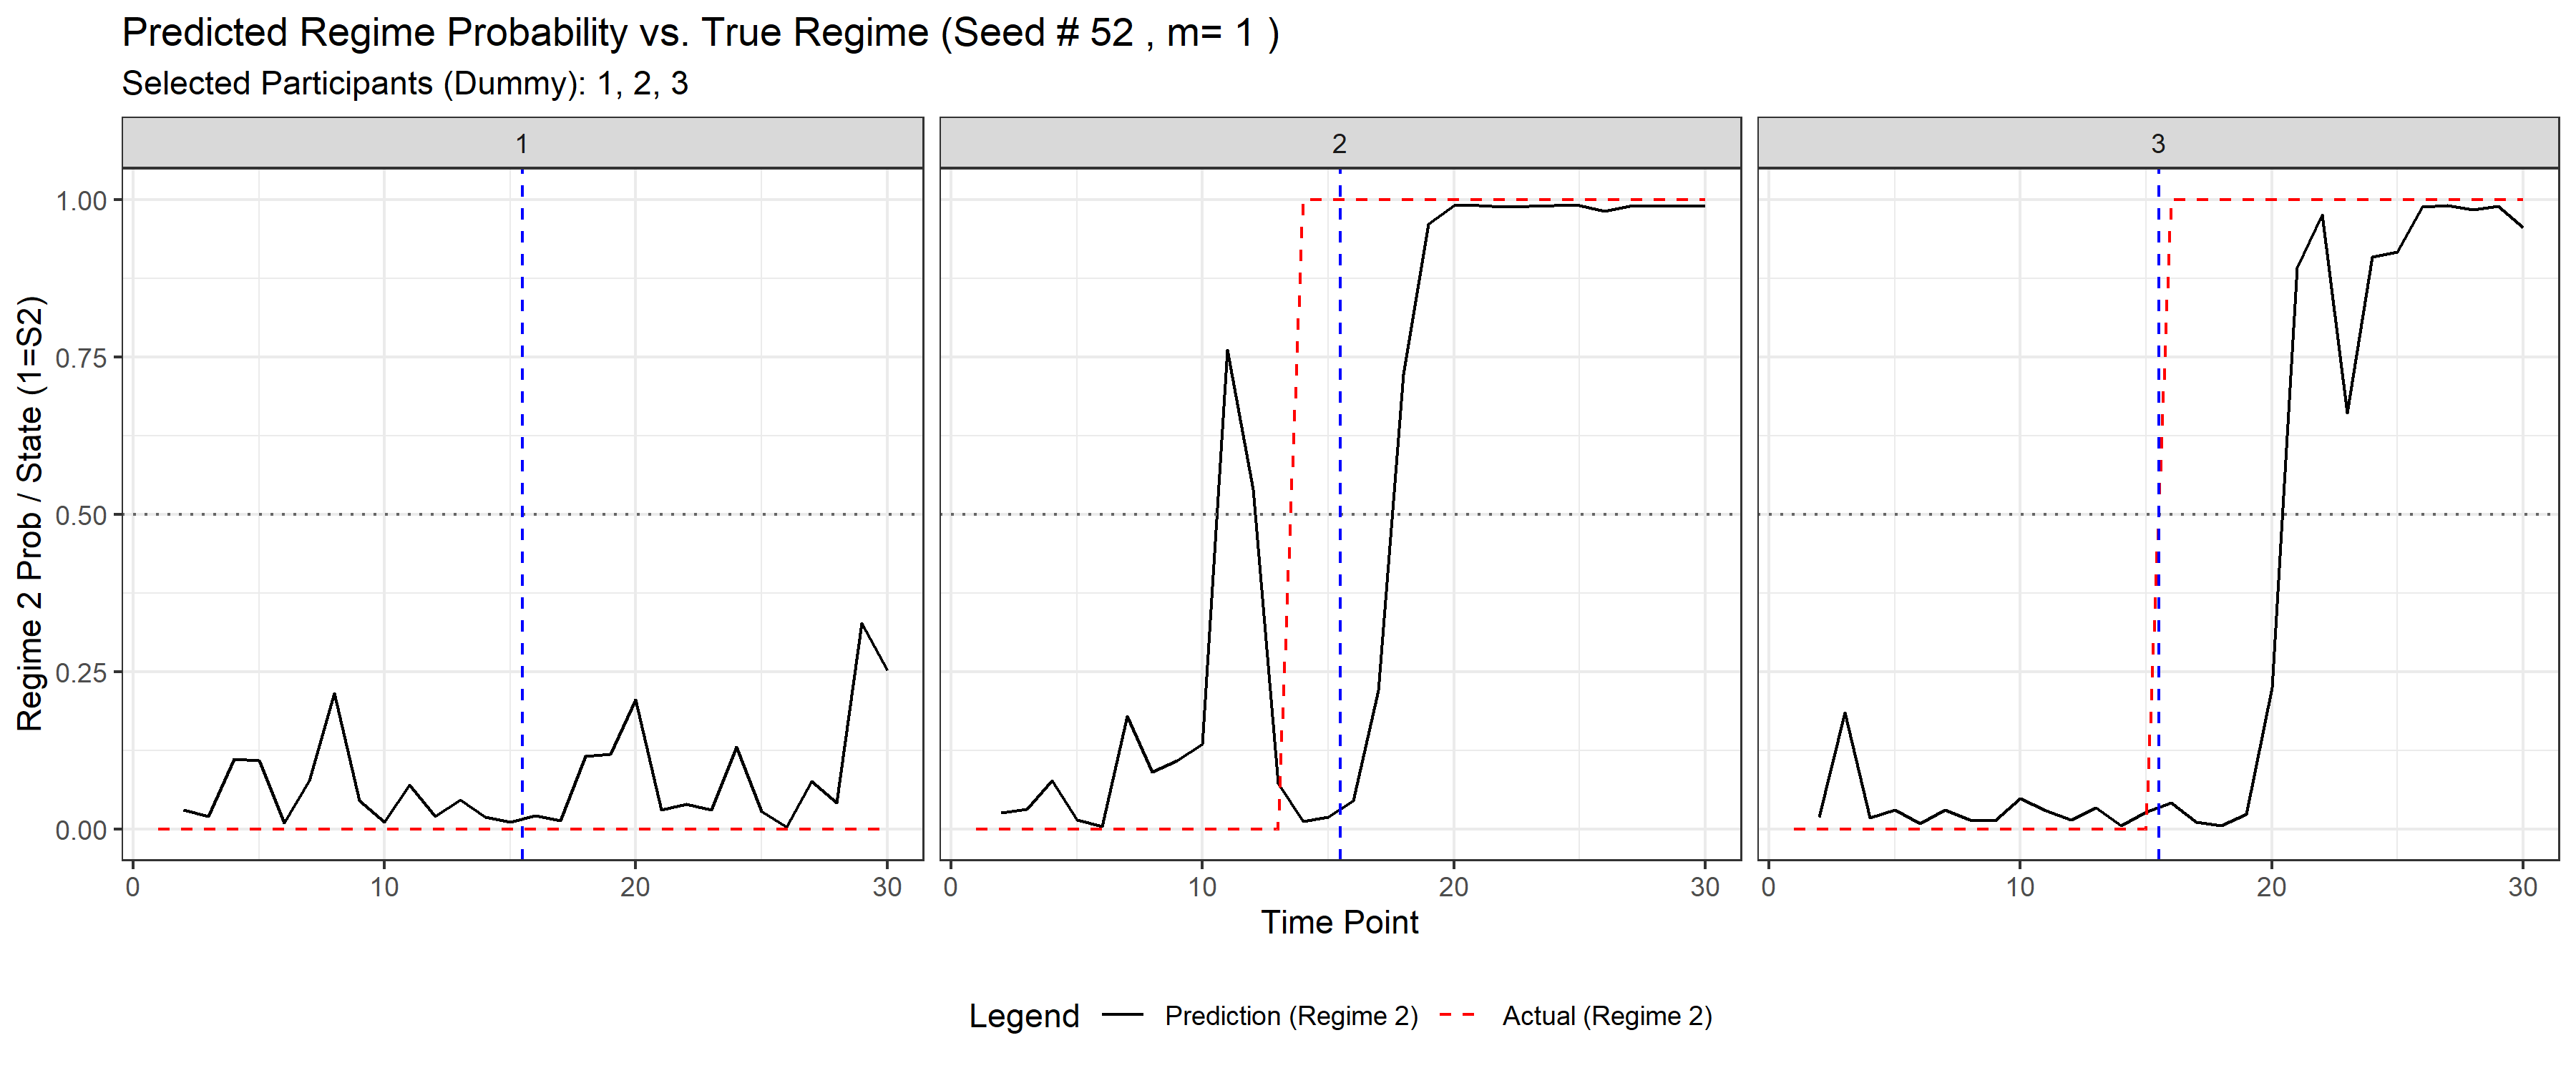 Predicted Regime Probability vs. True Regime (Seed # 52 , m= 1 )
Selected Participants (Dummy): 1, 2, 3
1 2 3
Regime 2 Prob / State (1=S2)
1.00
0.75
0.50
0.25
0.00
0 10 20 30 0 10 20 30 0 10 20 30
Time Point
Legend Prediction (Regime 2) Actual (Regime 2)